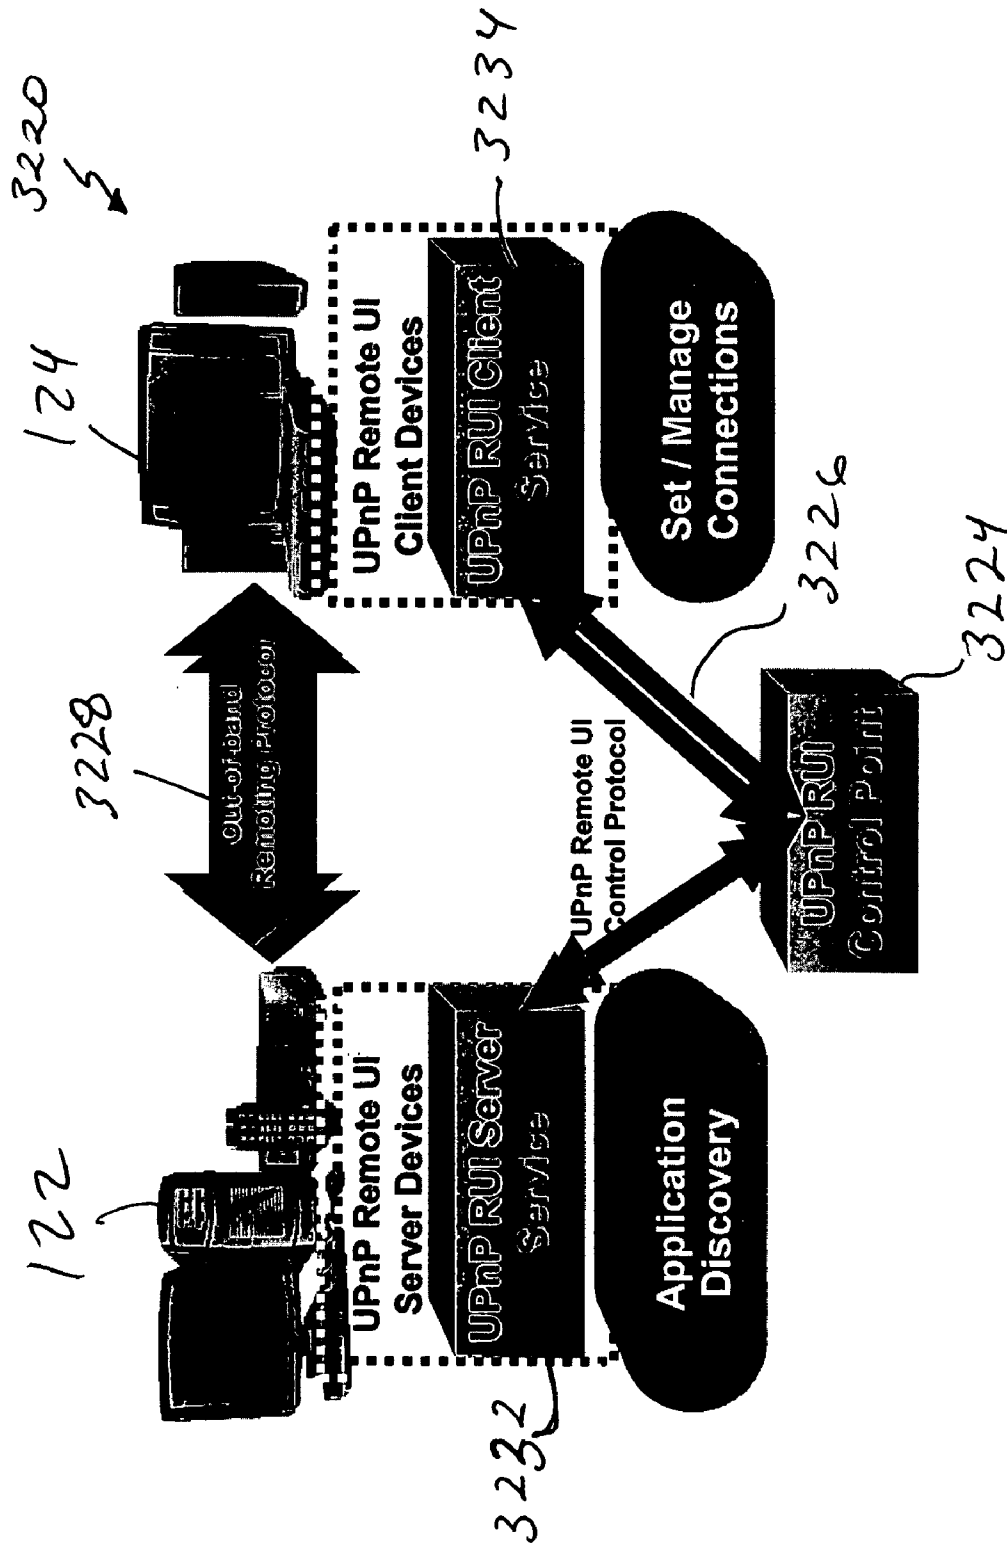 3220
122
3228
124
Out-of-band
Remoting Protocol
UPnP Remote UI
Server Devices
UPnP RUI Server
Service
3232
Application
Discovery
UPnP Remote UI
Client Devices
UPnP RUI Client
Service
3234
Set / Manage
Connections
UPnP Remote UI
Control Protocol
3226
UPnP RUI
Control Point
3224